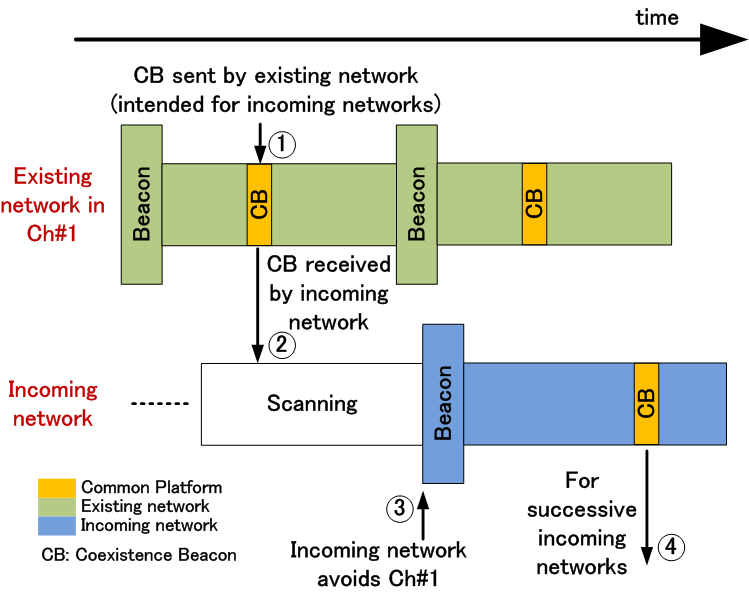 time
CB sent by existing network
(intended for incoming networks)
1
Existing
network in
Ch#1
Beacon
CB
Beacon
CB
CB received
by incoming
network
2
Incoming
network
Scanning
Beacon
CB
Common Platform
Existing network
Incoming network
CB: Coexistence Beacon
3
Incoming network
avoids Ch#1
For
successive
incoming
networks
4